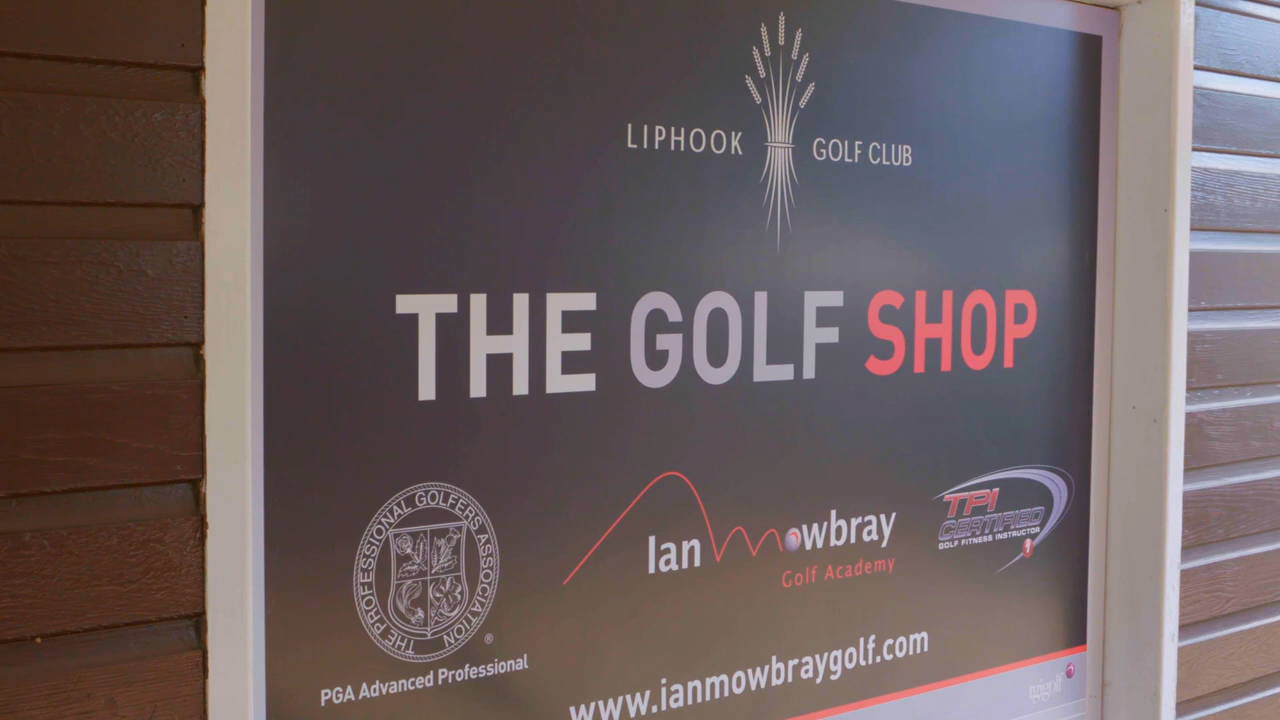 LIPHOOK GOLF CLUB
THE GOLF SHOP
THE PROFESSIONAL GOLFERS ASSOCIATION
®
PGA Advanced Professional
Ian Mowbray
Golf Academy
TPI
CERTIFIED
GOLF FITNESS INSTRUCTOR
1
www.ianmowbraygolf.com